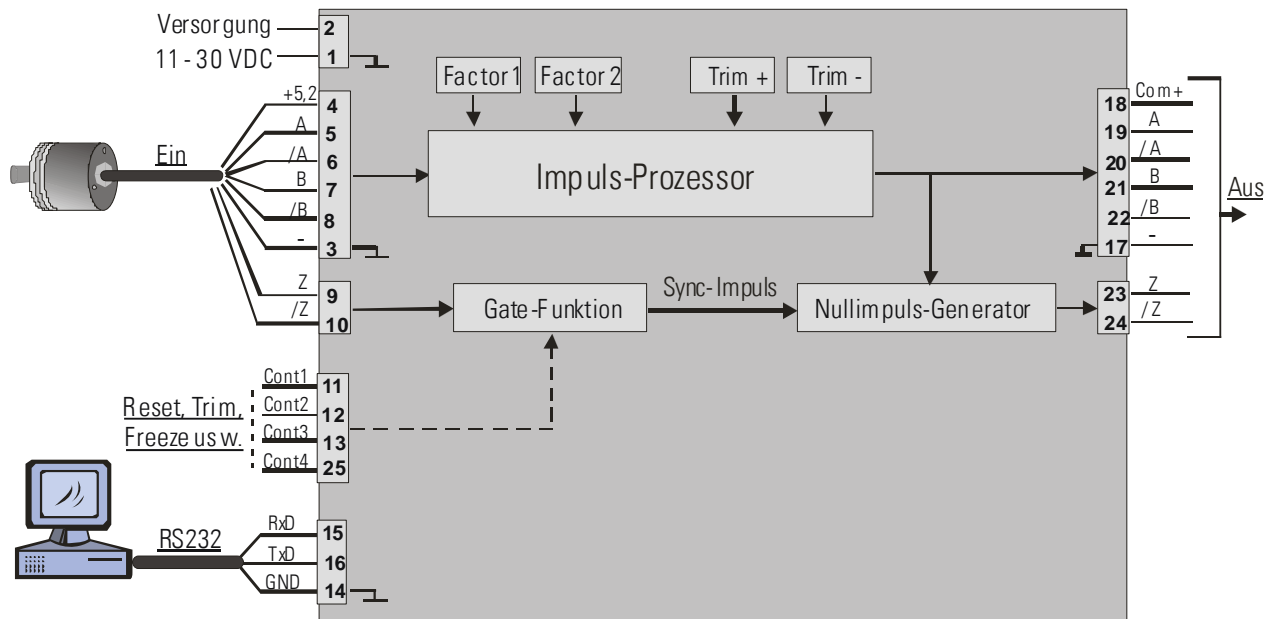 Versorgung
11 - 30 VDC
2
1
Factor 1
Factor 2
Trim +
Trim -
+5,2
A
/A
B
/B
-
4
5
6
7
8
3
Ein
Impuls-Prozessor
18
19
20
21
22
17
Com+
A
/A
B
/B
-
Aus
Z
/Z
9
10
Gate-Funktion
Sync-Impuls
Nullimpuls-Generator
23
24
Z
/Z
Cont1
Cont2
Cont3
Cont4
11
12
13
25
Reset, Trim,
Freeze usw.
RS232
RxD
TxD
GND
15
16
14